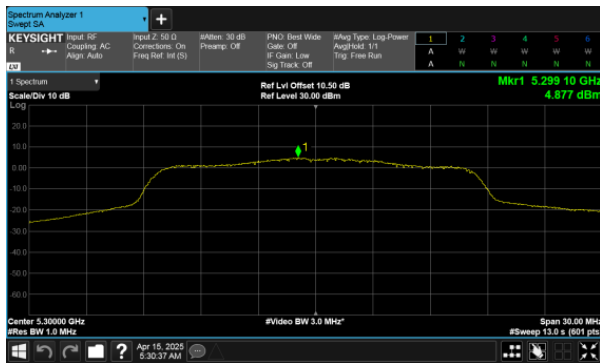 Spectrum Analyzer 1
Swept SA
+
KEYSIGHT
R
LXI
Input: RF
Coupling: AC
Align: Auto
Input Z: 50 Ω
Corrections: On
Freq Ref: Int (S)
#Atten: 30 dB
Preamp: Off
PNO: Best Wide
Gate: Off
IF Gain: Low
Sig Track: Off
#Avg Type: Log-Power
Avg|Hold: 1/1
Trig: Free Run
1 2 3 4 5 6
A W W W W W
A N N N N N
1 Spectrum
Scale/Div 10 dB
Log
Ref Lvl Offset 10.50 dB
Ref Level 30.00 dBm
Mkr1 5.299 10 GHz
4.877 dBm
20.0
10.0
0.00
-10.0
-20.0
-30.0
-40.0
-50.0
-60.0
1
Center 5.30000 GHz
#Res BW 1.0 MHz
#Video BW 3.0 MHz*
Span 30.00 MHz
#Sweep 13.0 s (601 pts)
?
Apr 15, 2025
5:30:37 AM